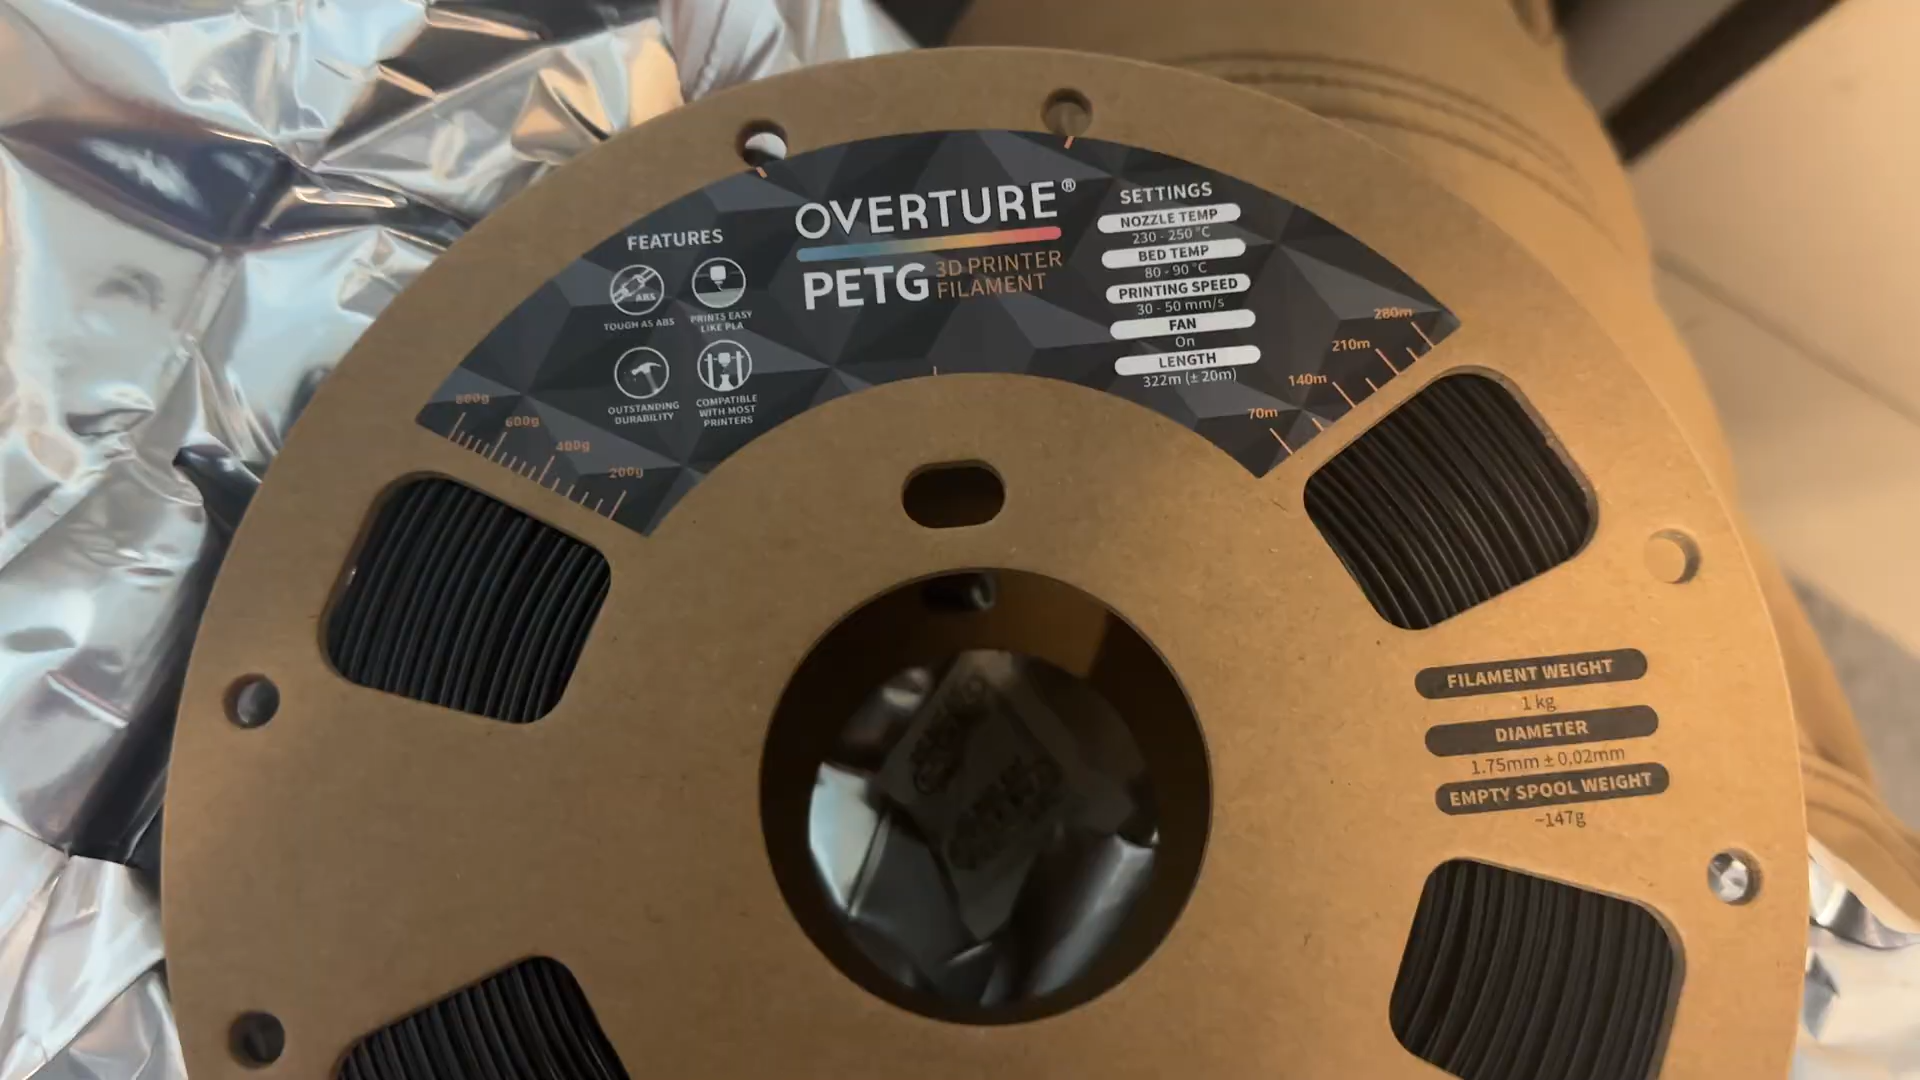 OVERTURE®
PETG
3D PRINTER
FILAMENT
FEATURES
ABS
TOUGH AS ABS
PRINTS EASY
LIKE PLA
OUTSTANDING
DURABILITY
COMPATIBLE
WITH MOST
PRINTERS
800g
600g
400g
200g
SETTINGS
NOZZLE TEMP
230 - 250 °C
BED TEMP
80 - 90 °C
PRINTING SPEED
30 - 50 mm/s
FAN
On
LENGTH
322m (± 20m)
280m
210m
140m
70m
FILAMENT WEIGHT
1 kg
DIAMETER
1.75mm ± 0.02mm
EMPTY SPOOL WEIGHT
~147g